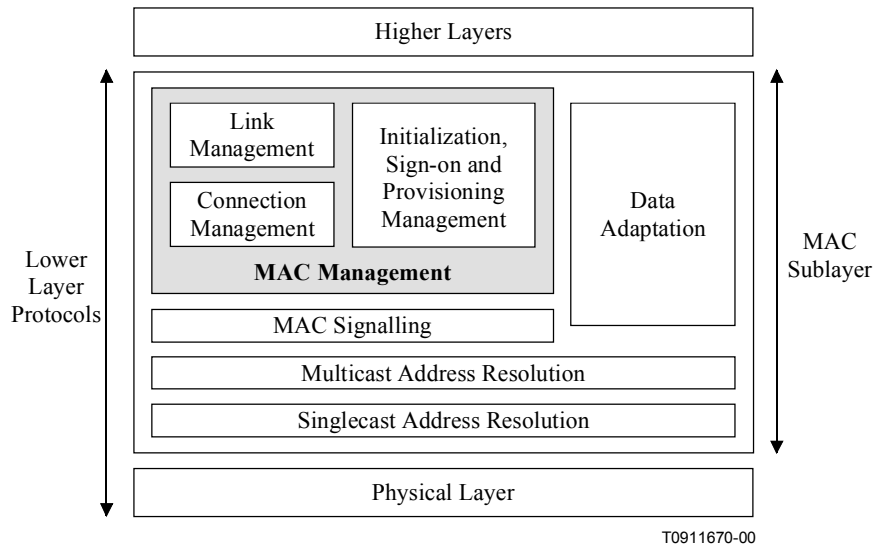 Higher Layers
Link
Management
Initialization,
Sign-on and
Provisioning
Management
Connection
Management
MAC Management
Data
Adaptation
MAC Signalling
Multicast Address Resolution
Singlecast Address Resolution
Physical Layer
Lower
Layer
Protocols
MAC
Sublayer
T0911670-00